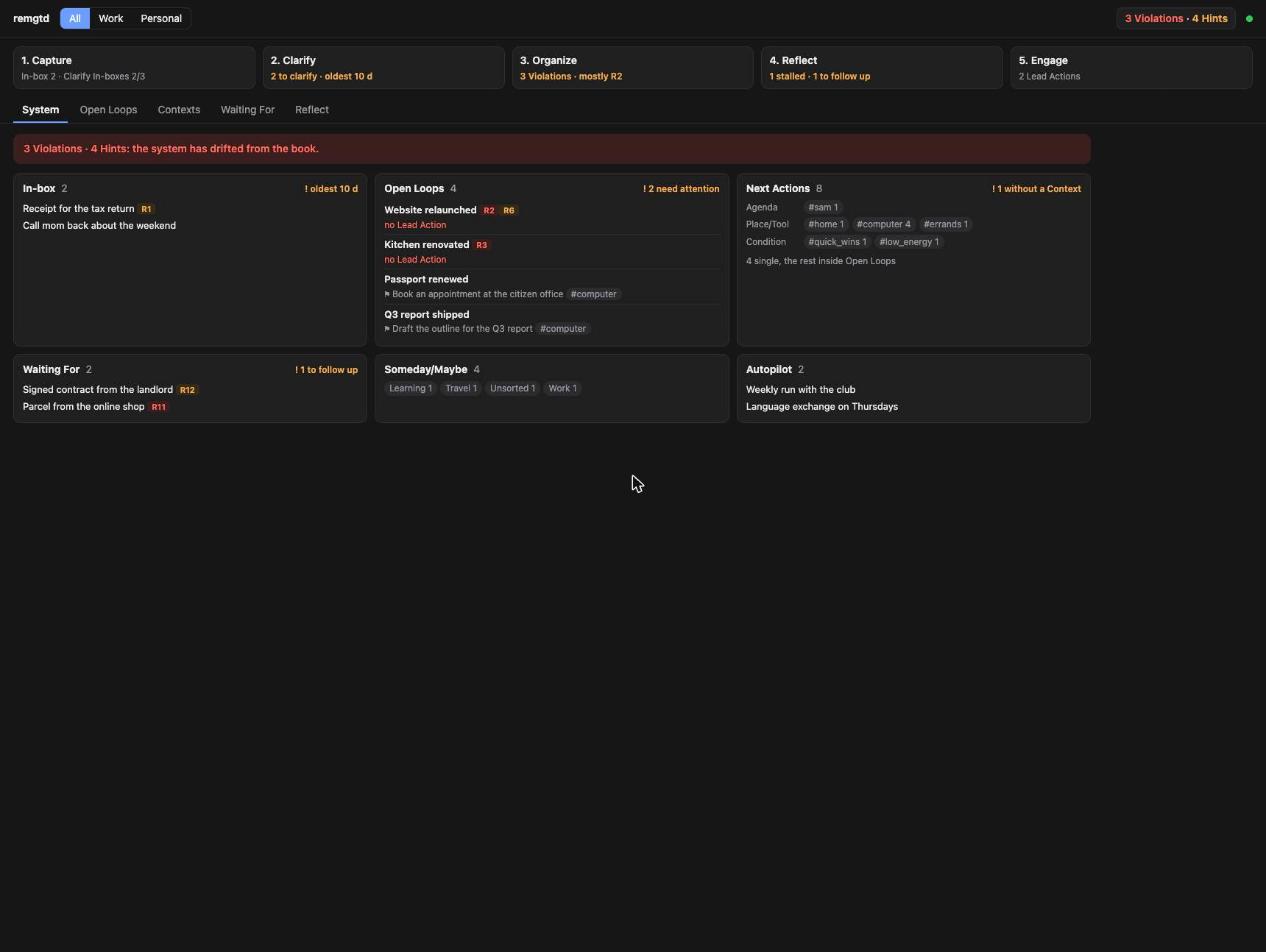 remgtd All Work Personal 3 Violations · 4 Hints
1. Capture
In-box 2 · Clarify In-boxes 2/3
2. Clarify
2 to clarify · oldest 10 d
3. Organize
3 Violations · mostly R2
4. Reflect
1 stalled · 1 to follow up
5. Engage
2 Lead Actions
System Open Loops Contexts Waiting For Reflect
3 Violations · 4 Hints: the system has drifted from the book.
In-box 2 ! oldest 10 d
Receipt for the tax return R1
Call mom back about the weekend
Open Loops 4 ! 2 need attention
Website relaunched R2 R6
no Lead Action
Kitchen renovated R3
no Lead Action
Passport renewed
Book an appointment at the citizen office #computer
Q3 report shipped
Draft the outline for the Q3 report #computer
Next Actions 8 ! 1 without a Context
Agenda #sam 1
Place/Tool #home 1 #computer 4 #errands 1
Condition #quick_wins 1 #low_energy 1
4 single, the rest inside Open Loops
Waiting For 2 ! 1 to follow up
Signed contract from the landlord R12
Parcel from the online shop R11
Someday/Maybe 4
Learning 1 Travel 1 Unsorted 1 Work 1
Autopilot 2
Weekly run with the club
Language exchange on Thursdays